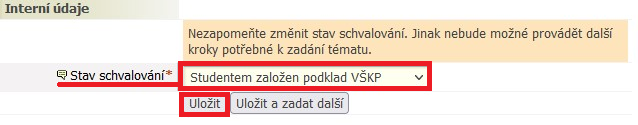 Interní údaje
Nezapomeňte změnit stav schvalování. Jinak nebude možné provádět další
kroky potřebné k zadání tématu.
Stav schvalování* Studentem založen podklad VŠKP
Uložit Uložit a zadat další